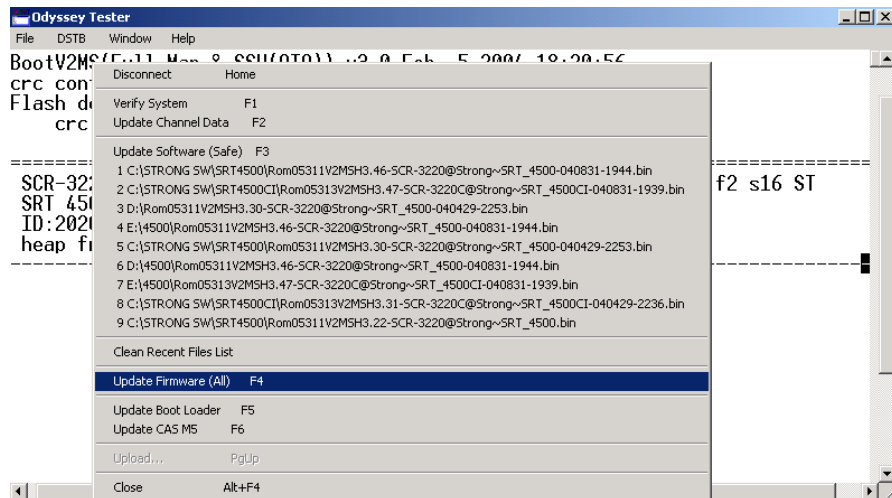 Odyssey Tester
File DSTB Window Help
Disconnect Home
crc
Flash
Verify System F1
Update Channel Data F2
crc
Update Software (Safe) F3
1 C:\STRONG SW\SRT4500\Rom05311V2MSH3.46-SCR-3220@Strong~SRT_4500-040831-1944.bin
2 C:\STRONG SW\SRT4500CI\Rom05313V2MSH3.47-SCR-3220C@Strong~SRT_4500CI-040831-1939.bin
f2 s16 ST
3 D:\Rom05311V2MSH3.30-SCR-3220@Strong~SRT_4500-040429-2253.bin
SRT
4 E:\4500\Rom05311V2MSH3.46-SCR-3220@Strong~SRT_4500-040831-1944.bin
5 C:\STRONG SW\SRT4500\Rom05311V2MSH3.30-SCR-3220@Strong~SRT_4500-040429-2253.bin
heap
6 D:\4500\Rom05311V2MSH3.46-SCR-3220@Strong~SRT_4500-040831-1944.bin
7 E:\4500\Rom05313V2MSH3.47-SCR-3220C@Strong~SRT_4500CI-040831-1939.bin
8 C:\STRONG SW\SRT4500CI\Rom05313V2MSH3.31-SCR-3220C@Strong~SRT_4500CI-040429-2236.bin
9 C:\STRONG SW\SRT4500\Rom05311V2MSH3.22-SCR-3220@Strong~SRT_4500.bin
Clean Recent Files List
Update Firmware (All) F4
Update Boot Loader F5
Update CAS M5 F6
Upload... PgUp
Close Alt+F4